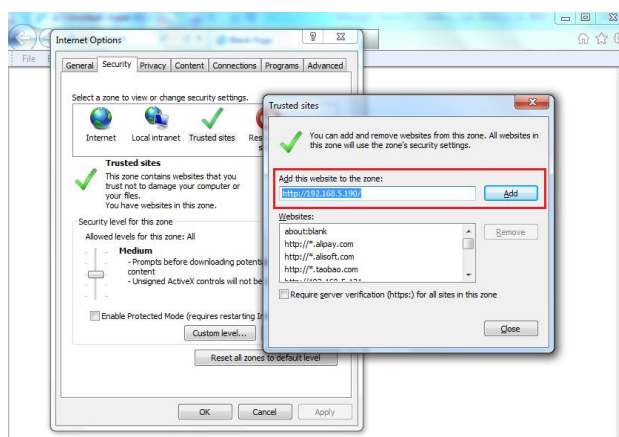 Internet Options
File
General Security Privacy Content Connections Programs Advanced
Select a zone to view or change security settings.
Internet Local intranet Trusted sites
Trusted sites
This zone contains websites that you
trust not to damage your computer or
your files.
You have websites in this zone.
Security level for this zone
Allowed levels for this zone: All
Medium
- Prompts before downloading
content
- Unsigned ActiveX controls will not be
Enable Protected Mode (requires restarting
Custom level...
Reset all zones to default level
OK Cancel Apply
Trusted sites
You can add and remove websites from this zone. All websites in
this zone will use the zone's security settings.
Add this website to the zone:
http://192.168.5.190/ Add
Websites:
about:blank Remove
http://*.alipay.com
http://*.alisoft.com
http://*.taobao.com
Require server verification (https:) for all sites in this zone
Close